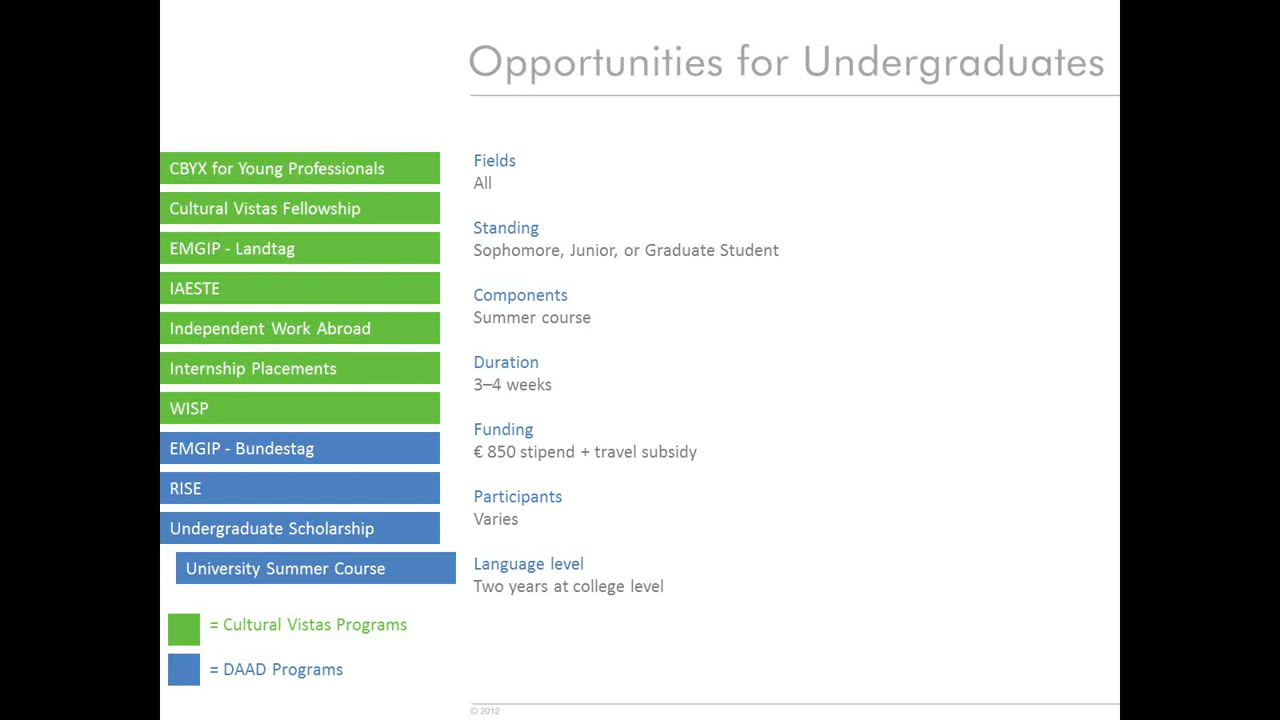 Opportunities for Undergraduates
CBYX for Young Professionals
Cultural Vistas Fellowship
EMGIP - Landtag
IAESTE
Independent Work Abroad
Internship Placements
WISP
EMGIP - Bundestag
RISE
Undergraduate Scholarship
University Summer Course
= Cultural Vistas Programs
= DAAD Programs
Fields
All
Standing
Sophomore, Junior, or Graduate Student
Components
Summer course
Duration
3–4 weeks
Funding
€ 850 stipend + travel subsidy
Participants
Varies
Language level
Two years at college level
© 2012